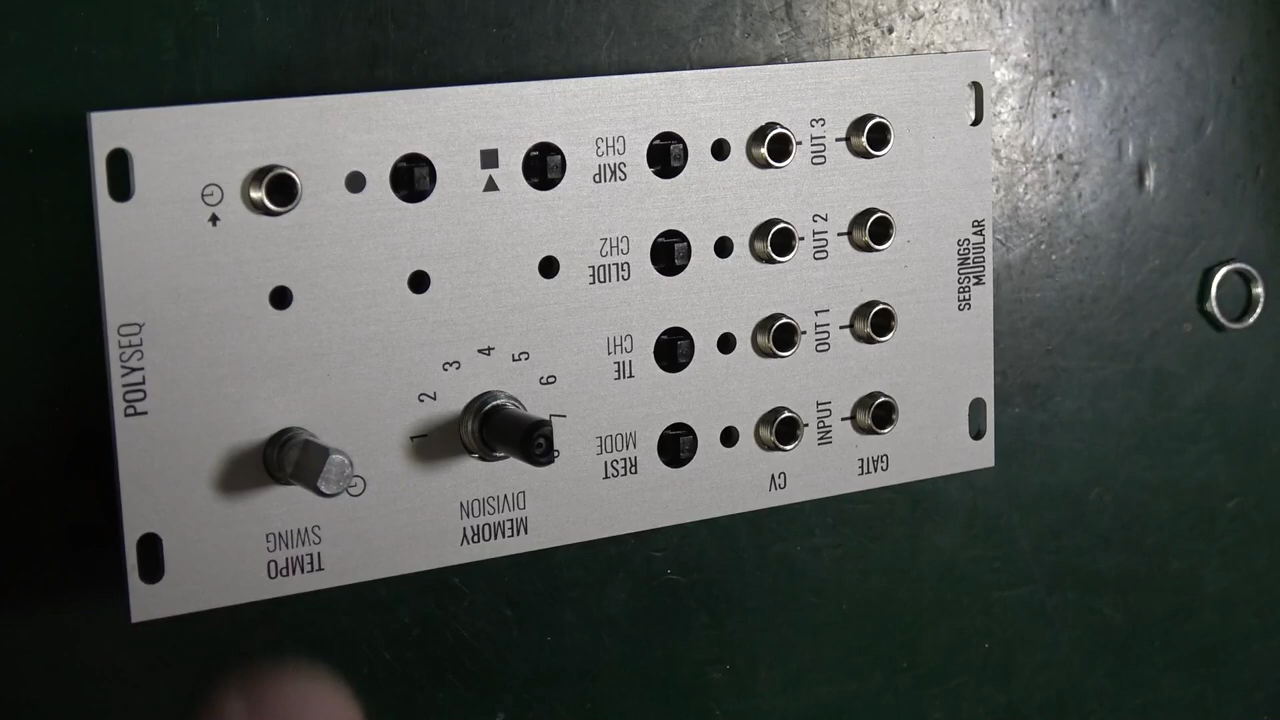 POLYSEQ
TEMPO
SWING
MEMORY
DIVISION
1
2
3
4
5
6
7
8
REST
MODE
TIE
CH1
GLIDE
CH2
SKIP
CH3
CV
GATE
INPUT
OUT 1
OUT 2
OUT 3
SEBSONGS
MODULAR